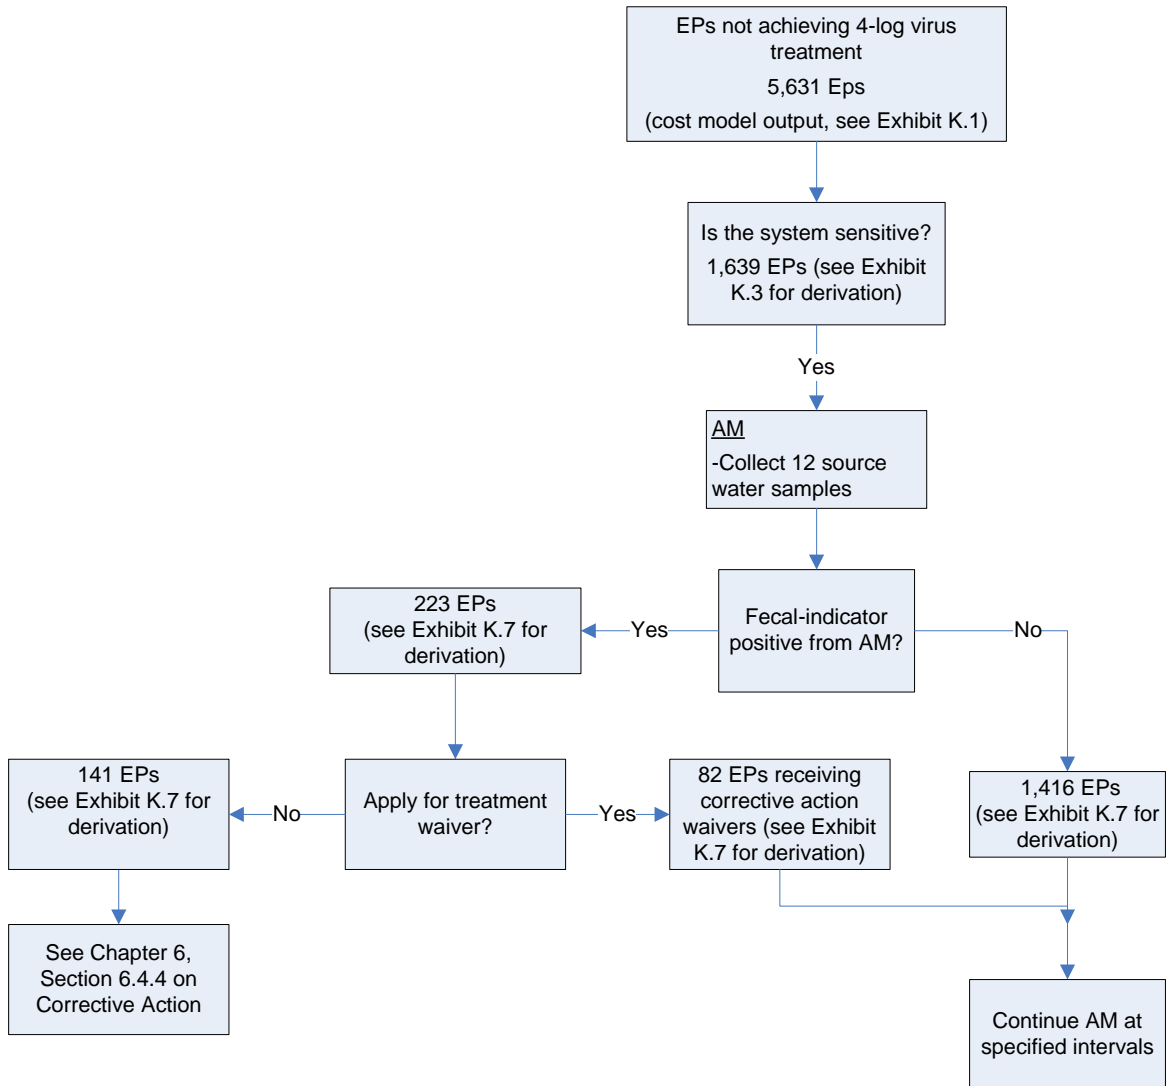 EPs not achieving 4-log virus
treatment
5,631 Eps
(cost model output, see Exhibit K.1)
Is the system sensitive?
1,639 EPs (see Exhibit
K.3 for derivation)
Yes
AM
-Collect 12 source
water samples
Fecal-indicator
positive from AM?
Yes
No
223 EPs
(see Exhibit K.7 for
derivation)
Apply for treatment
waiver?
No
Yes
141 EPs
(see Exhibit K.7 for
derivation)
82 EPs receiving
corrective action
waivers (see Exhibit
K.7 for derivation)
1,416 EPs
(see Exhibit K.7 for
derivation)
See Chapter 6,
Section 6.4.4 on
Corrective Action
Continue AM at
specified intervals